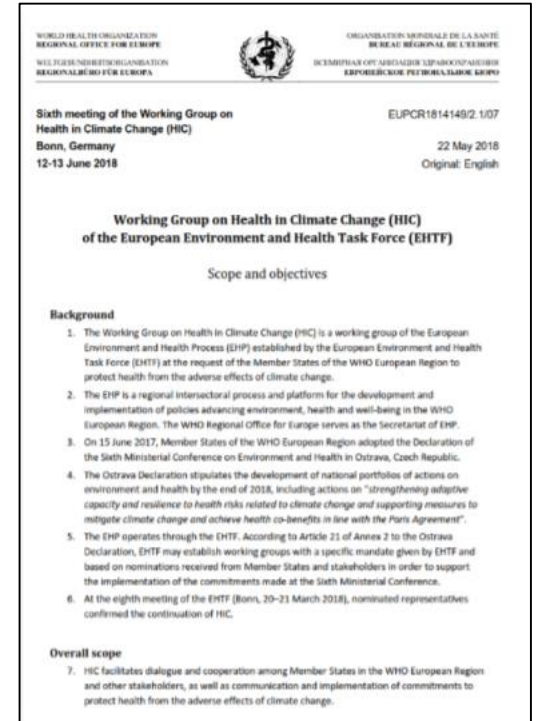 WORLD HEALTH ORGANIZATION
REGIONAL OFFICE FOR EUROPE
WELTGESUNDHEITSORGANISATION
REGIONALBÜRO FÜR EUROPA
ORGANISATION MONDIALE DE LA SANTÉ
BUREAU RÉGIONAL DE L'EUROPE
ВСЕМИРНАЯ ОРГАНИЗАЦИЯ ЗДРАВООХРАНЕНИЯ
ЕВРОПЕЙСКОЕ РЕГИОНАЛЬНОЕ БЮРО
Sixth meeting of the Working Group on
Health in Climate Change (HIC)
Bonn, Germany
12-13 June 2018
EUPCR1814149/2.1/07
22 May 2018
Original: English
Working Group on Health in Climate Change (HIC)
of the European Environment and Health Task Force (EHTF)
Scope and objectives
Background
1. The Working Group on Health in Climate Change (HIC) is a working group of the European
Environment and Health Process (EHP) established by the European Environment and Health
Task Force (EHTF) at the request of the Member States of the WHO European Region to
protect health from the adverse effects of climate change.
2. The EHP is a regional intersectoral process and platform for the development and
implementation of policies advancing environment, health and well-being in the WHO
European Region. The WHO Regional Office for Europe serves as the Secretariat of EHP.
3. On 15 June 2017, Member States of the WHO European Region adopted the Declaration of
the Sixth Ministerial Conference on Environment and Health in Ostrava, Czech Republic.
4. The Ostrava Declaration stipulates the development of national portfolios of actions on
environment and health by the end of 2018, including actions on "strengthening adaptive
capacity and resilience to health risks related to climate change and supporting measures to
mitigate climate change and achieve health co-benefits in line with the Paris Agreement".
5. The EHP operates through the EHTF. According to Article 21 of Annex 2 to the Ostrava
Declaration, EHTF may establish working groups with a specific mandate given by EHTF and
based on nominations received from Member States and stakeholders in order to support
the implementation of the commitments made at the Sixth Ministerial Conference.
6. At the eighth meeting of the EHTF (Bonn, 20–21 March 2018), nominated representatives
confirmed the continuation of HIC.
Overall scope
7. HIC facilitates dialogue and cooperation among Member States in the WHO European Region
and other stakeholders, as well as communication and implementation of commitments to
protect health from the adverse effects of climate change.